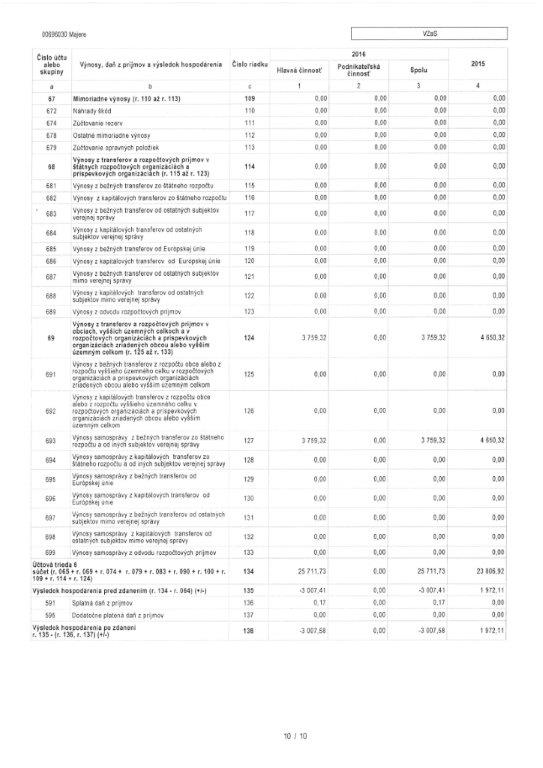 00696030 Majere
VZaS
Číslo účtu alebo skupiny | Výnosy, daň z príjmov a výsledok hospodárenia | Číslo riadku | 2016 | 2015
Hlavná činnosť | Podnikateľská činnosť | Spolu
a | b | c | 1 | 2 | 3 | 4
67 | Mimoriadne výnosy (r. 110 až r. 113) | 109 | 0,00 | 0,00 | 0,00 | 0,00
672 | Náhrady škôd | 110 | 0,00 | 0,00 | 0,00 | 0,00
674 | Zúčtovanie rezerv | 111 | 0,00 | 0,00 | 0,00 | 0,00
678 | Ostatné mimoriadne výnosy | 112 | 0,00 | 0,00 | 0,00 | 0,00
679 | Zúčtovanie opravných položiek | 113 | 0,00 | 0,00 | 0,00 | 0,00
68 | Výnosy z transferov a rozpočtových príjmov v štátnych rozpočtových organizáciách a príspevkových organizáciách (r. 115 až r. 123) | 114 | 0,00 | 0,00 | 0,00 | 0,00
681 | Výnosy z bežných transferov zo štátneho rozpočtu | 115 | 0,00 | 0,00 | 0,00 | 0,00
682 | Výnosy z kapitálových transferov zo štátneho rozpočtu | 116 | 0,00 | 0,00 | 0,00 | 0,00
683 | Výnosy z bežných transferov od ostatných subjektov verejnej správy | 117 | 0,00 | 0,00 | 0,00 | 0,00
684 | Výnosy z kapitálových transferov od ostatných subjektov verejnej správy | 118 | 0,00 | 0,00 | 0,00 | 0,00
685 | Výnosy z bežných transferov od Európskej únie | 119 | 0,00 | 0,00 | 0,00 | 0,00
686 | Výnosy z kapitálových transferov od Európskej únie | 120 | 0,00 | 0,00 | 0,00 | 0,00
687 | Výnosy z bežných transferov od ostatných subjektov mimo verejnej správy | 121 | 0,00 | 0,00 | 0,00 | 0,00
688 | Výnosy z kapitálových transferov od ostatných subjektov mimo verejnej správy | 122 | 0,00 | 0,00 | 0,00 | 0,00
689 | Výnosy z odvodu rozpočtových príjmov | 123 | 0,00 | 0,00 | 0,00 | 0,00
69 | Výnosy z transferov a rozpočtových príjmov v obciach, vyšších územných celkoch a v rozpočtových organizáciách a príspevkových organizáciách zriadených obcou alebo vyšším územným celkom (r. 125 až r. 133) | 124 | 3 759,32 | 0,00 | 3 759,32 | 4 650,32
691 | Výnosy z bežných transferov z rozpočtu obce alebo z rozpočtu vyššieho územného celku v rozpočtových organizáciách a príspevkových organizáciách zriadených obcou alebo vyšším územným celkom | 125 | 0,00 | 0,00 | 0,00 | 0,00
692 | Výnosy z kapitálových transferov z rozpočtu obce alebo z rozpočtu vyššieho územného celku v rozpočtových organizáciách a príspevkových organizáciách zriadených obcou alebo vyšším územným celkom | 126 | 0,00 | 0,00 | 0,00 | 0,00
693 | Výnosy samosprávy z bežných transferov zo štátneho rozpočtu a od iných subjektov verejnej správy | 127 | 3 759,32 | 0,00 | 3 759,32 | 4 650,32
694 | Výnosy samosprávy z kapitálových transferov zo štátneho rozpočtu a od iných subjektov verejnej správy | 128 | 0,00 | 0,00 | 0,00 | 0,00
695 | Výnosy samosprávy z bežných transferov od Európskej únie | 129 | 0,00 | 0,00 | 0,00 | 0,00
696 | Výnosy samosprávy z kapitálových transferov od Európskej únie | 130 | 0,00 | 0,00 | 0,00 | 0,00
697 | Výnosy samosprávy z bežných transferov od ostatných subjektov mimo verejnej správy | 131 | 0,00 | 0,00 | 0,00 | 0,00
698 | Výnosy samosprávy z kapitálových transferov od ostatných subjektov mimo verejnej správy | 132 | 0,00 | 0,00 | 0,00 | 0,00
699 | Výnosy samosprávy z odvodu rozpočtových príjmov | 133 | 0,00 | 0,00 | 0,00 | 0,00
Účtová trieda 6 súčet (r. 065 + r. 069 + r. 074 + r. 079 + r. 083 + r. 090 + r. 100 + r. 109 + r. 114 + r. 124) | 134 | 25 711,73 | 0,00 | 25 711,73 | 23 806,92
Výsledok hospodárenia pred zdanením (r. 134 - r. 064) (+/-) | 135 | -3 007,41 | 0,00 | -3 007,41 | 1 972,11
591 | Splatná daň z príjmov | 136 | 0,17 | 0,00 | 0,17 | 0,00
595 | Dodatočne platená daň z príjmov | 137 | 0,00 | 0,00 | 0,00 | 0,00
Výsledok hospodárenia po zdanení r. 135 - (r. 136, r. 137) (+/-) | 138 | -3 007,58 | 0,00 | -3 007,58 | 1 972,11
10 / 10